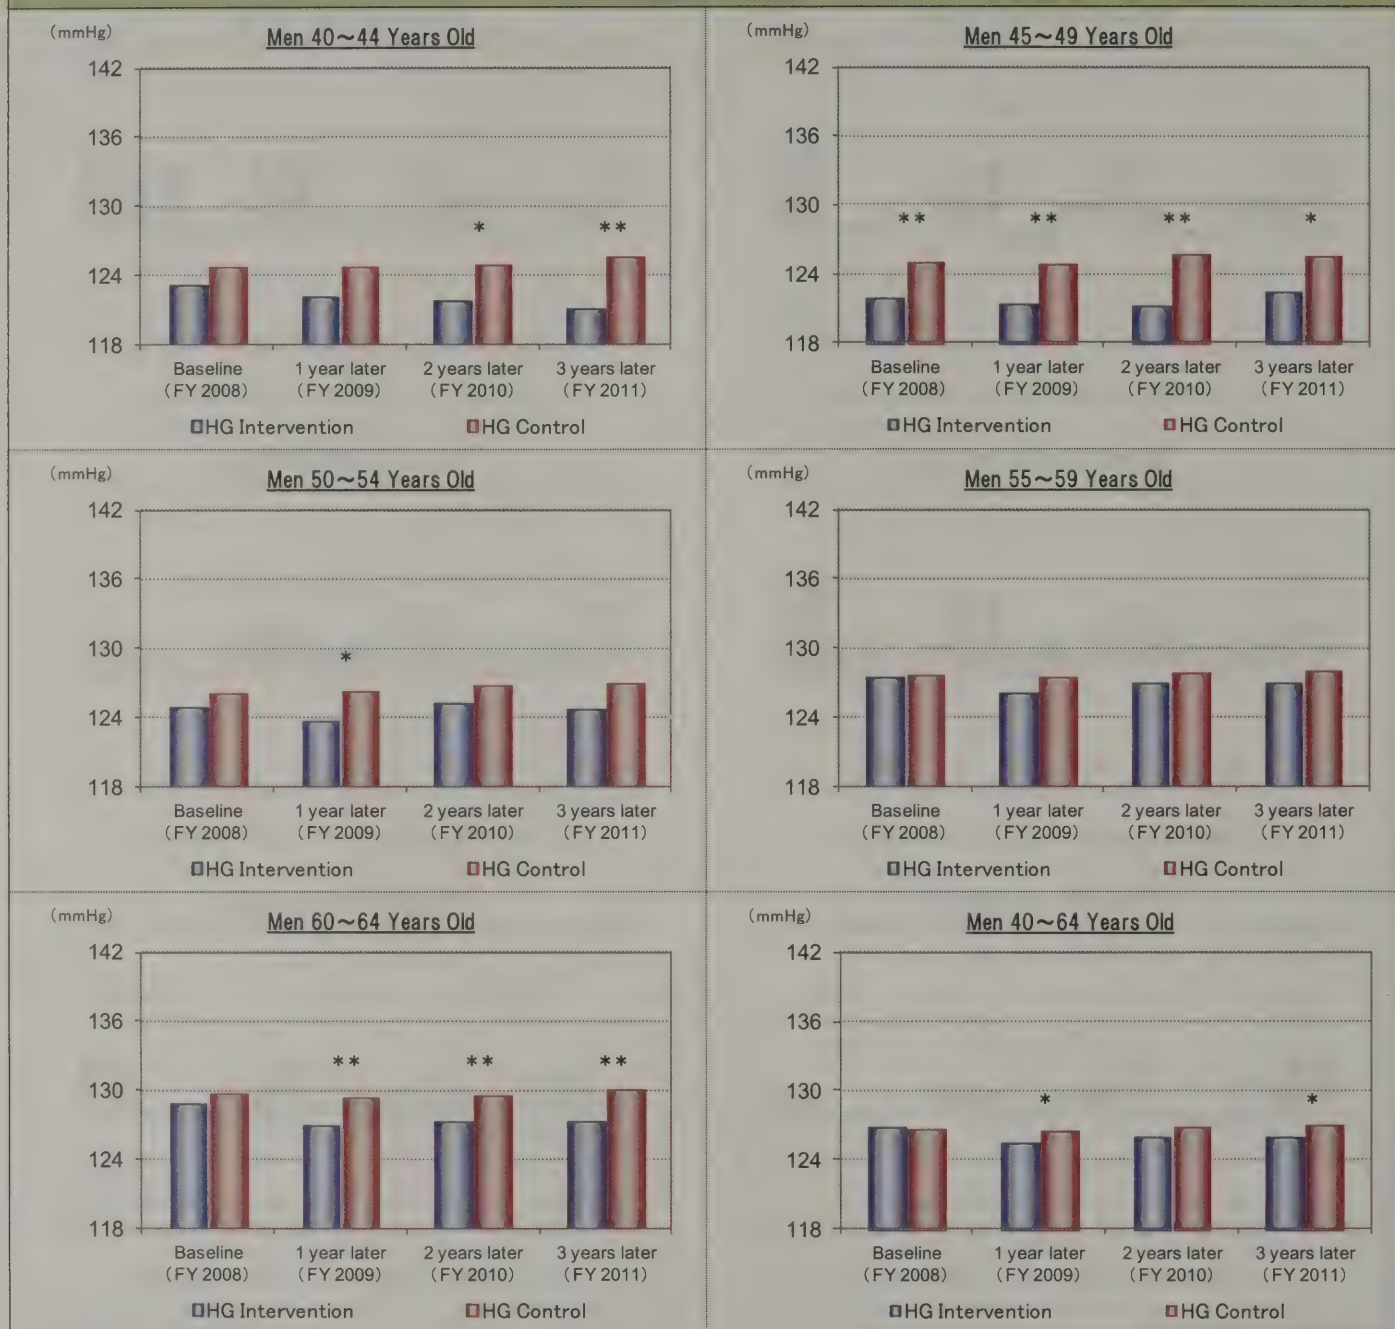 (mmHg)
Men 40～44 Years Old
142
136
130
124
118
*
**
Baseline
(FY 2008)
1 year later
(FY 2009)
2 years later
(FY 2010)
3 years later
(FY 2011)
HG Intervention
HG Control
(mmHg)
Men 45～49 Years Old
142
136
130
124
118
**
**
**
*
Baseline
(FY 2008)
1 year later
(FY 2009)
2 years later
(FY 2010)
3 years later
(FY 2011)
HG Intervention
HG Control
(mmHg)
Men 50～54 Years Old
142
136
130
124
118
*
Baseline
(FY 2008)
1 year later
(FY 2009)
2 years later
(FY 2010)
3 years later
(FY 2011)
HG Intervention
HG Control
(mmHg)
Men 55～59 Years Old
142
136
130
124
118
Baseline
(FY 2008)
1 year later
(FY 2009)
2 years later
(FY 2010)
3 years later
(FY 2011)
HG Intervention
HG Control
(mmHg)
Men 60～64 Years Old
142
136
130
124
118
**
**
**
Baseline
(FY 2008)
1 year later
(FY 2009)
2 years later
(FY 2010)
3 years later
(FY 2011)
HG Intervention
HG Control
(mmHg)
Men 40～64 Years Old
142
136
130
124
118
*
*
Baseline
(FY 2008)
1 year later
(FY 2009)
2 years later
(FY 2010)
3 years later
(FY 2011)
HG Intervention
HG Control